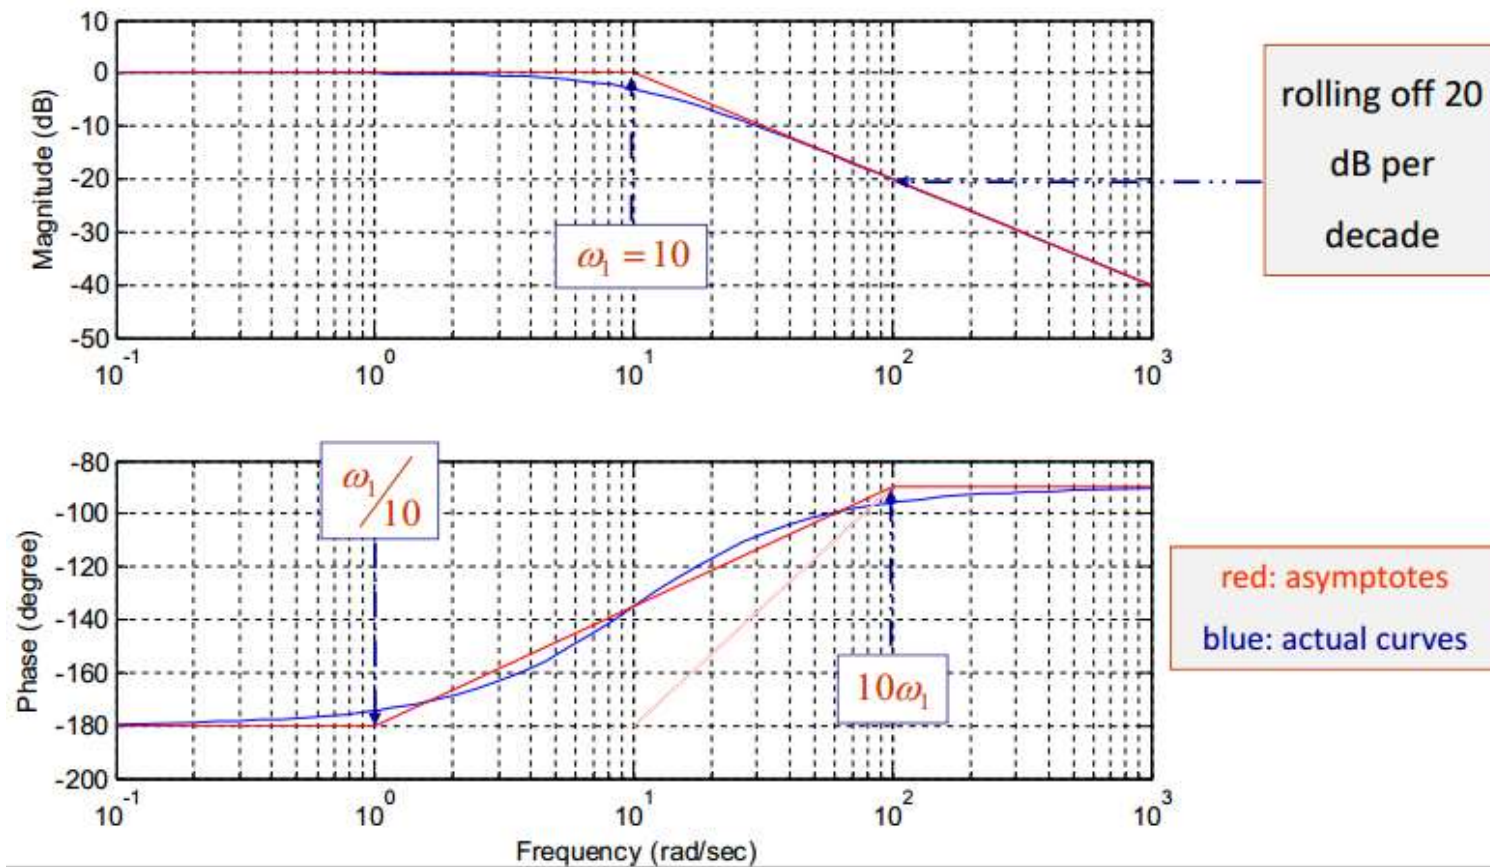 10
0
-10
-20
-30
-40
-50
Magnitude (dB)
10^-1
10^0
10^1
10^2
10^3
ω₁ = 10
rolling off 20
dB per
decade
-80
-100
-120
-140
-160
-180
-200
Phase (degree)
ω₁/10
10ω₁
10^-1
10^0
10^1
10^2
10^3
Frequency (rad/sec)
red: asymptotes
blue: actual curves